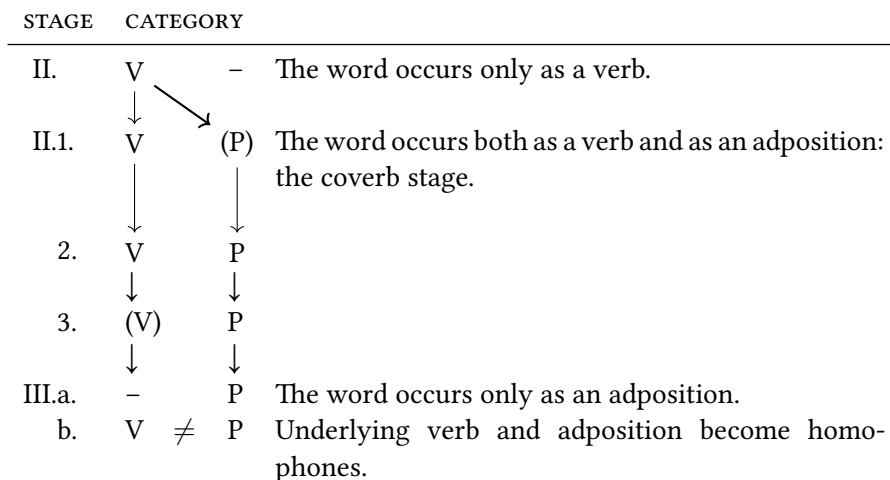 STAGE CATEGORY
II. V – The word occurs only as a verb.
II.1. V (P) The word occurs both as a verb and as an adposition:
the coverb stage.
2. V P
3. (V) P
III.a. – P The word occurs only as an adposition.
b. V ≠ P Underlying verb and adposition become homo-
phones.